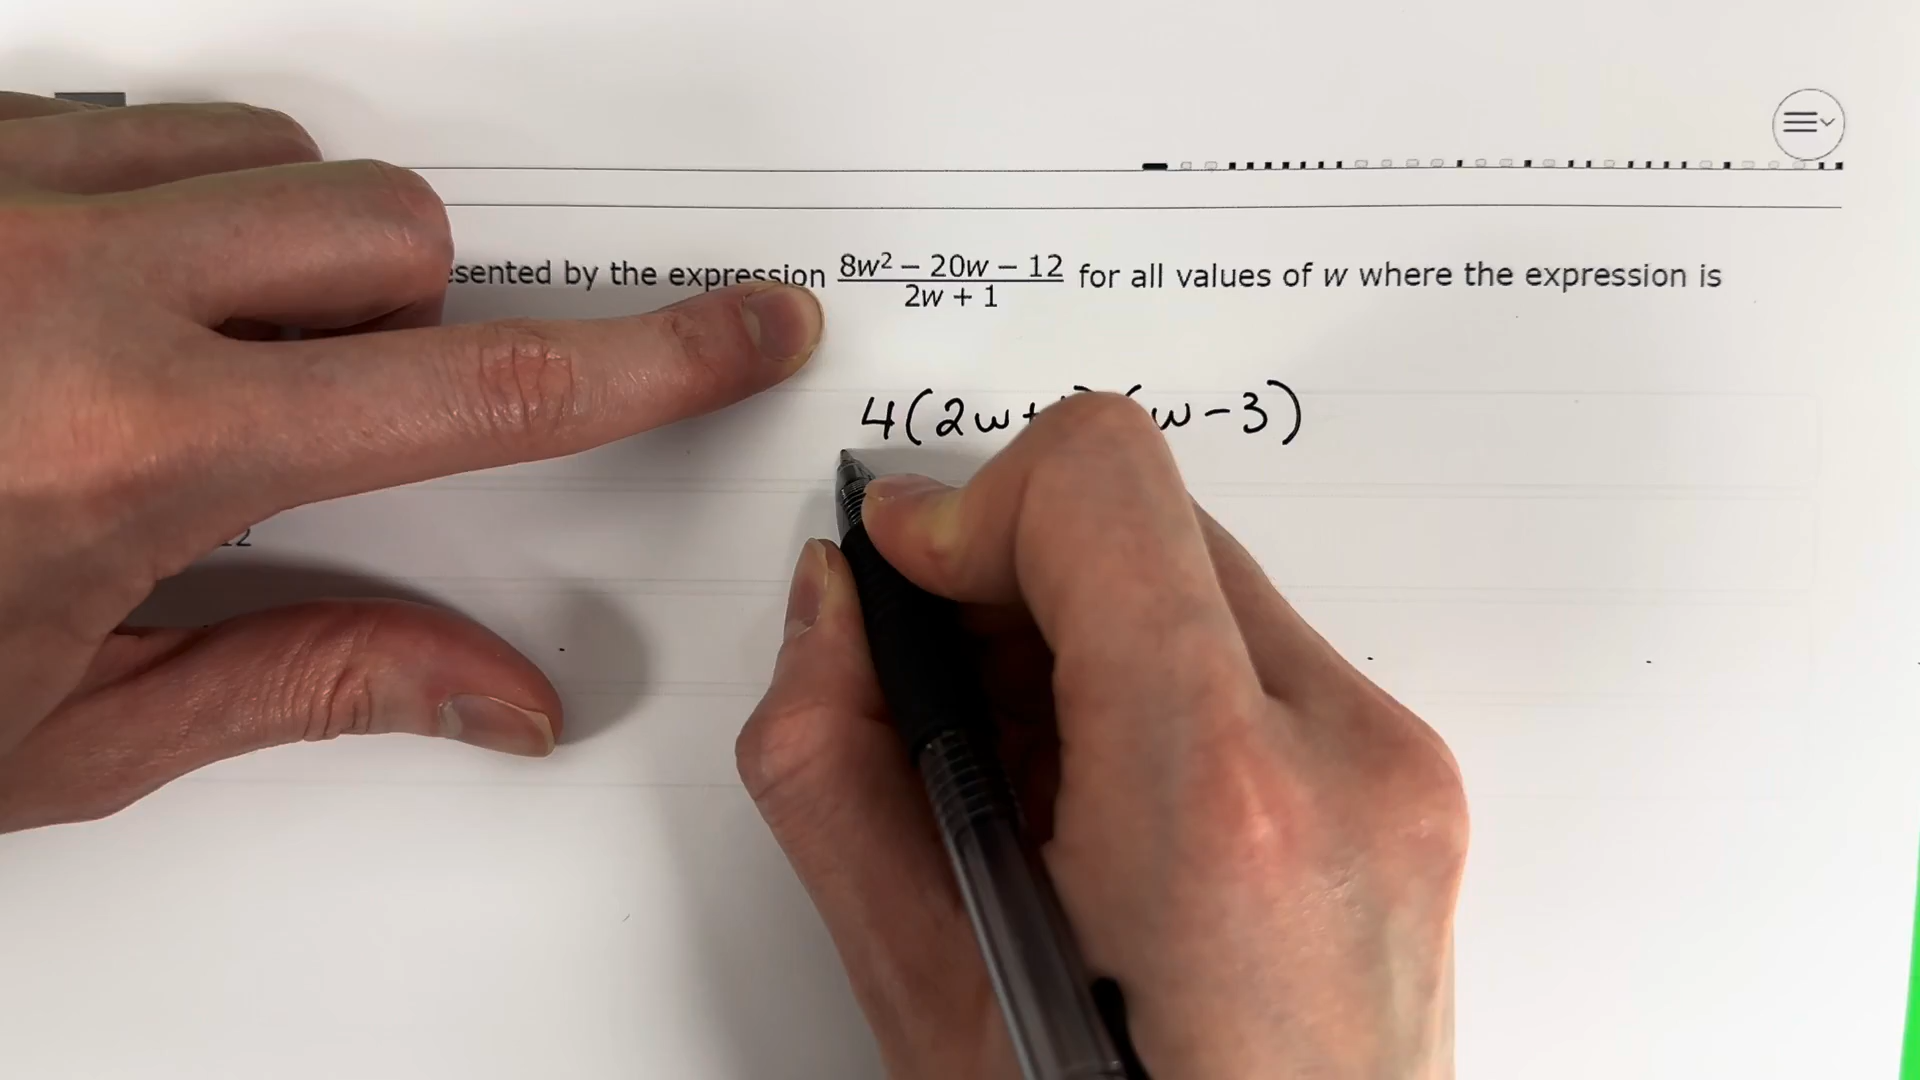 by the expression 8w² – 20w – 12 / 2w + 1 for all values of w where the expression is
4(2w+ w-3)